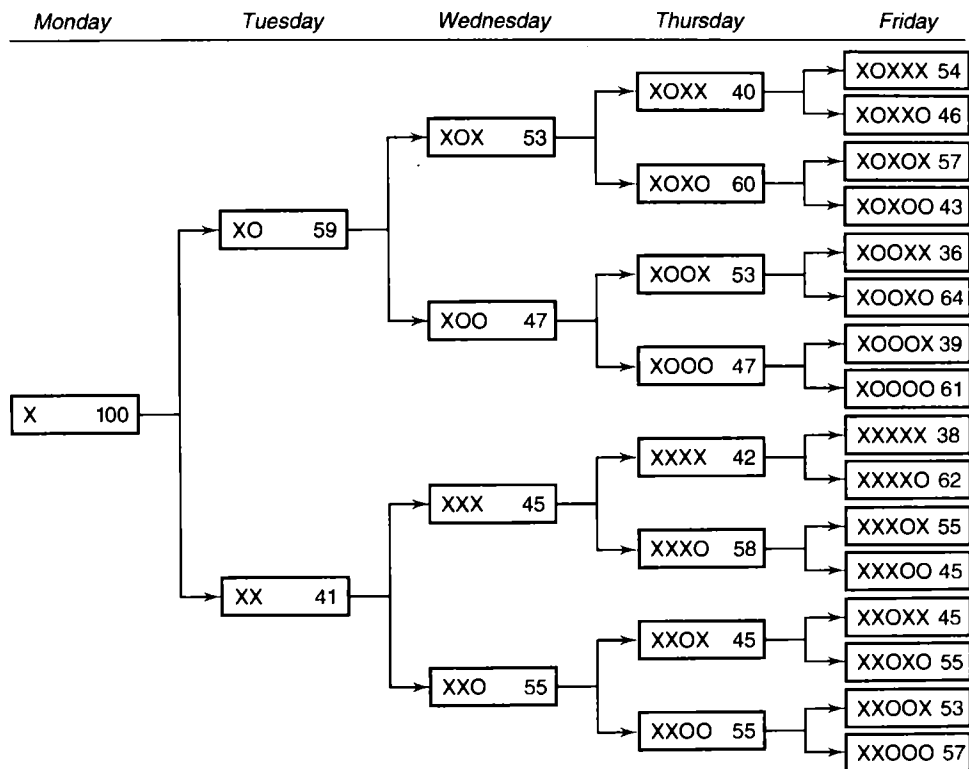 Monday Tuesday Wednesday Thursday Friday
XOXXX 54
XOXX 40
XOXXO 46
XOX 53
XOXOX 57
XOXO 60
XOXOO 43
XO 59
XOOXX 36
XOOX 53
XOOXO 64
XOO 47
XOOOX 39
XOOO 47
XOOOO 61
X 100
XXXXX 38
XXXX 42
XXXXO 62
XXX 45
XXXOX 55
XXXO 58
XXXOO 45
XX 41
XXOXX 45
XXOX 45
XXOXO 55
XXO 55
XXOOX 53
XXOO 55
XXOOO 57